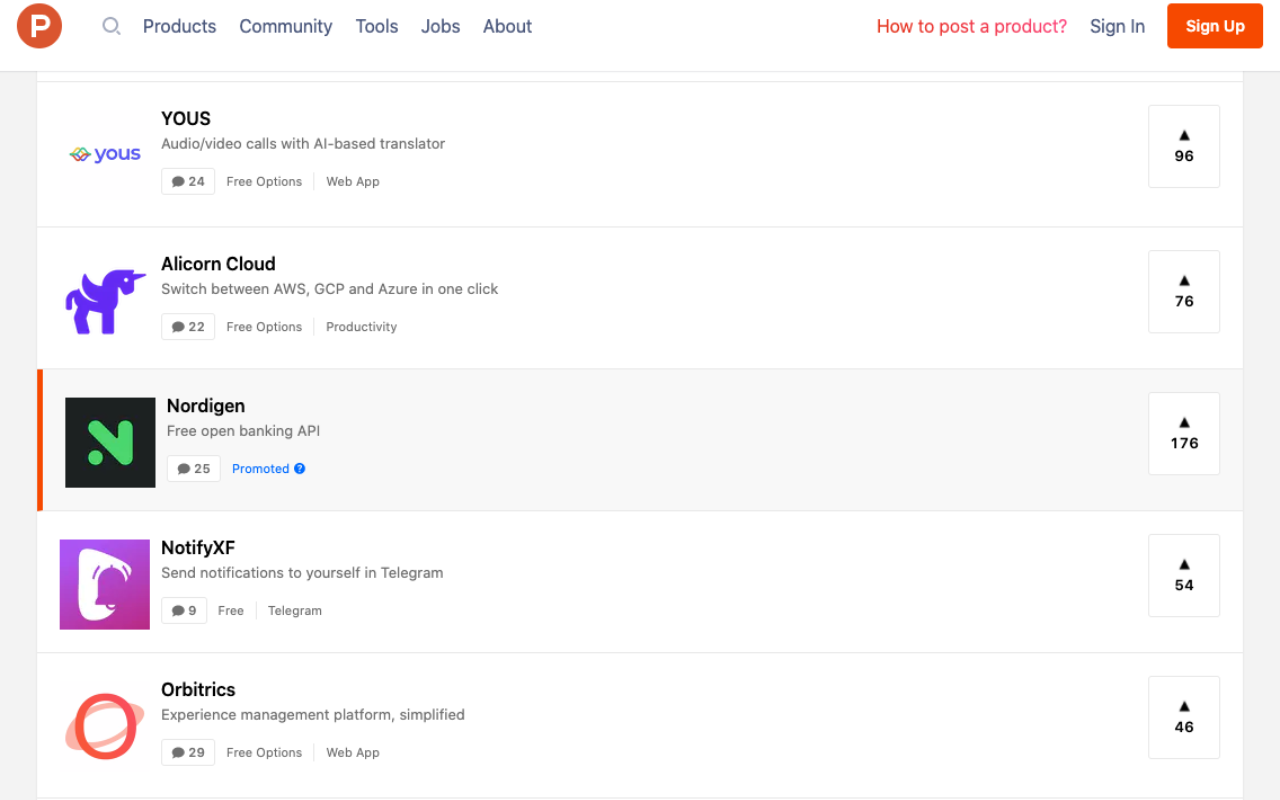 P Products Community Tools Jobs About How to post a product? Sign In Sign Up
YOUS
Audio/video calls with AI-based translator
yous
24 Free Options Web App
▲
96
Alicorn Cloud
Switch between AWS, GCP and Azure in one click
22 Free Options Productivity
▲
76
Nordigen
Free open banking API
25 Promoted ?
▲
176
NotifyXF
Send notifications to yourself in Telegram
9 Free Telegram
▲
54
Orbitrics
Experience management platform, simplified
29 Free Options Web App
▲
46